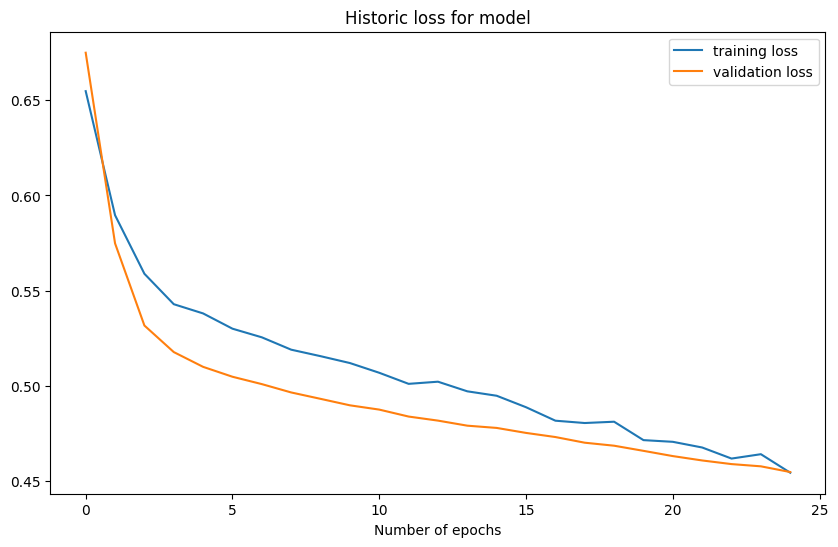 Historic loss for model
training loss
validation loss
0.65
0.60
0.55
0.50
0.45
0
5
10
15
20
25
Number of epochs